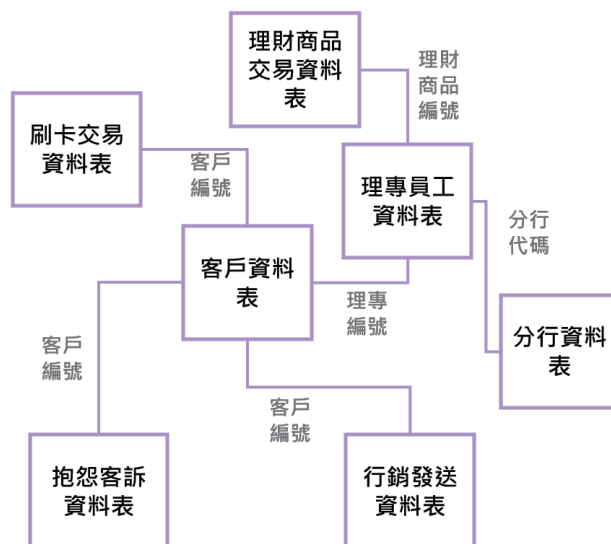 理財商品
交易資料
表
理財
商品
編號
刷卡交易
資料表
客戶
編號
理專員工
資料表
分行
代碼
客戶資料
表
理專
編號
分行資料
表
客戶
編號
客戶
編號
抱怨客訴
資料表
行銷發送
資料表